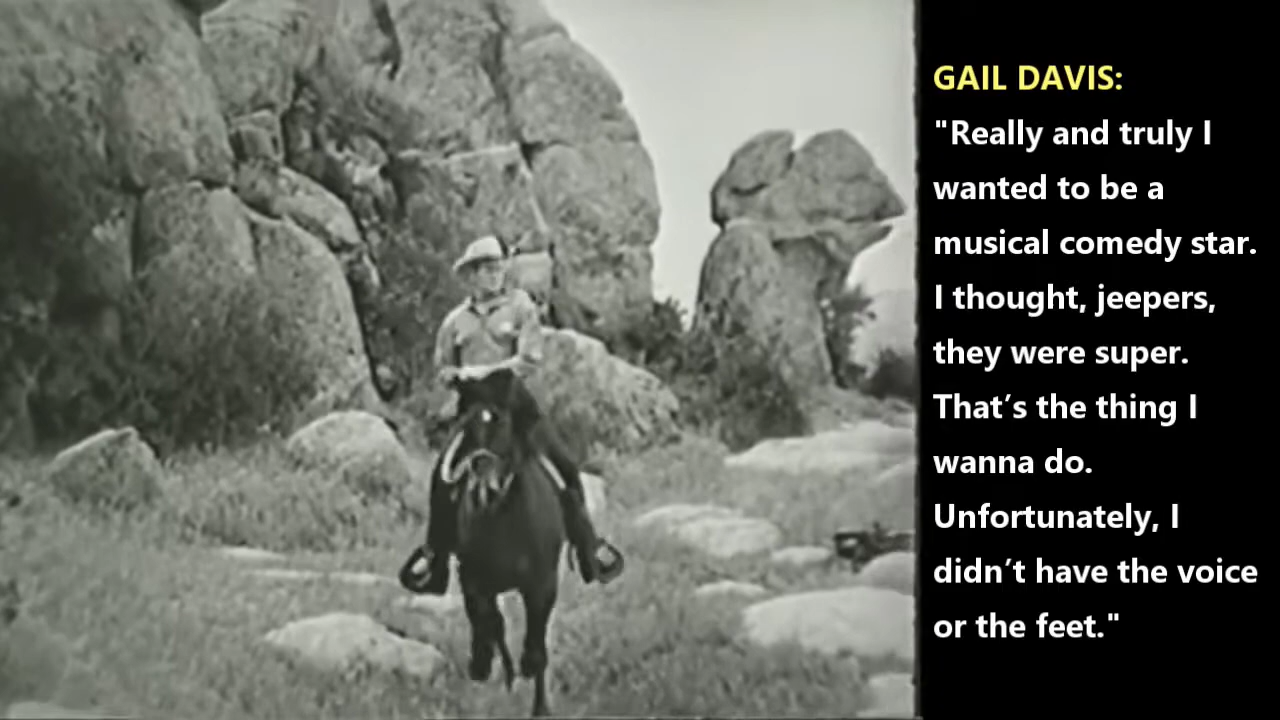 GAIL DAVIS:
"Really and truly I
wanted to be a
musical comedy star.
I thought, jeepers,
they were super.
That’s the thing I
wanna do.
Unfortunately, I
didn’t have the voice
or the feet."